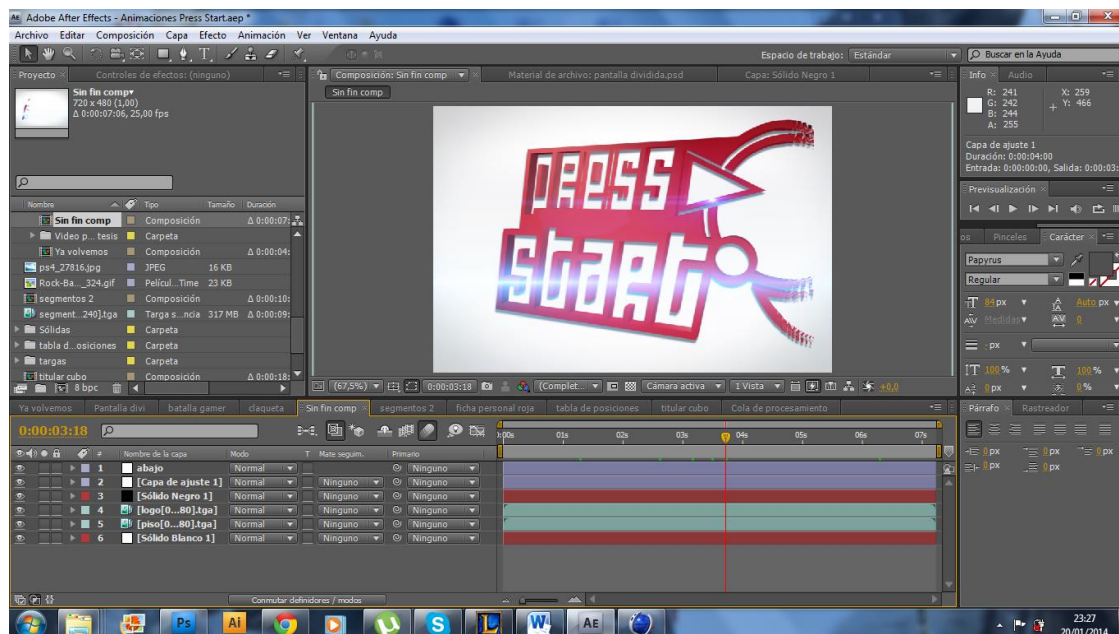 Adobe After Effects - Animaciones Press Start.aep *
Archivo Editar Composición Capa Efecto Animación Ver Ventana Ayuda
Espacio de trabajo: Estándar
Buscar en la Ayuda
Proyecto
Controles de efectos: (ninguno)
Composición: Sin fin comp
Material de archivo: pantalla dividida.psd
Capa: Sólido Negro 1
Info Audio
Sin fin comp
720 x 480 (1,00)
Δ 0:00:07:06, 25,00 fps
Sin fin comp
R: 241
G: 242
B: 244
A: 255
X: 259
Y: 466
Capa de ajuste 1
Duración: 0:00:04:00
Entrada: 0:00:00:00, Salida: 0:00:03:
press
start
Previsualización
Nombre Tipo Tamaño Duración
Sin fin comp Composición Δ 0:00:07:
Video p... tesis Carpeta
Ya volvemos Composición Δ 0:00:04:
ps4_27816.jpg JPEG 16 KB
Rock-Ba..._324.gif Películ...Time 23 KB
segmentos 2 Composición Δ 0:00:10:
segment...240].tga Targa s...ncia 317 MB Δ 0:00:09:
Sólidas Carpeta
tabla d...osiciones Carpeta
targas Carpeta
titular cubo Composición Δ 0:00:18:
8 bpc
os Pinceles Carácter
Papyrus
Regular
84 px Auto px
AV Medidas AV 0
- px
100 % 100 %
0 px 0 %
(67,5%) 0:00:03:18 (Complet... Cámara activa 1 Vista +0,0
Ya volvemos Pantalla divi batalla gamer claqueta Sin fin comp segmentos 2 ficha personal roja tabla de posiciones titular cubo Cola de procesamiento
Párrafo Rastreador
0:00:03:18
):00s 01s 02s 03s 04s 05s 06s 07s
# Nombre de la capa Modo T Mate seguim. Primario
1 abajo Normal Ninguno
2 [Capa de ajuste 1] Normal Ninguno Ninguno
3 [Sólido Negro 1] Normal Ninguno Ninguno
4 [logo[0...80].tga] Normal Ninguno Ninguno
5 [piso[0...80].tga] Normal Ninguno Ninguno
6 [Sólido Blanco 1] Normal Ninguno Ninguno
0 px 0 px 0 px
0 px 0 px
Conmutar definidores / modos
Ps Ai S L W AE
23:27
20/01/2014